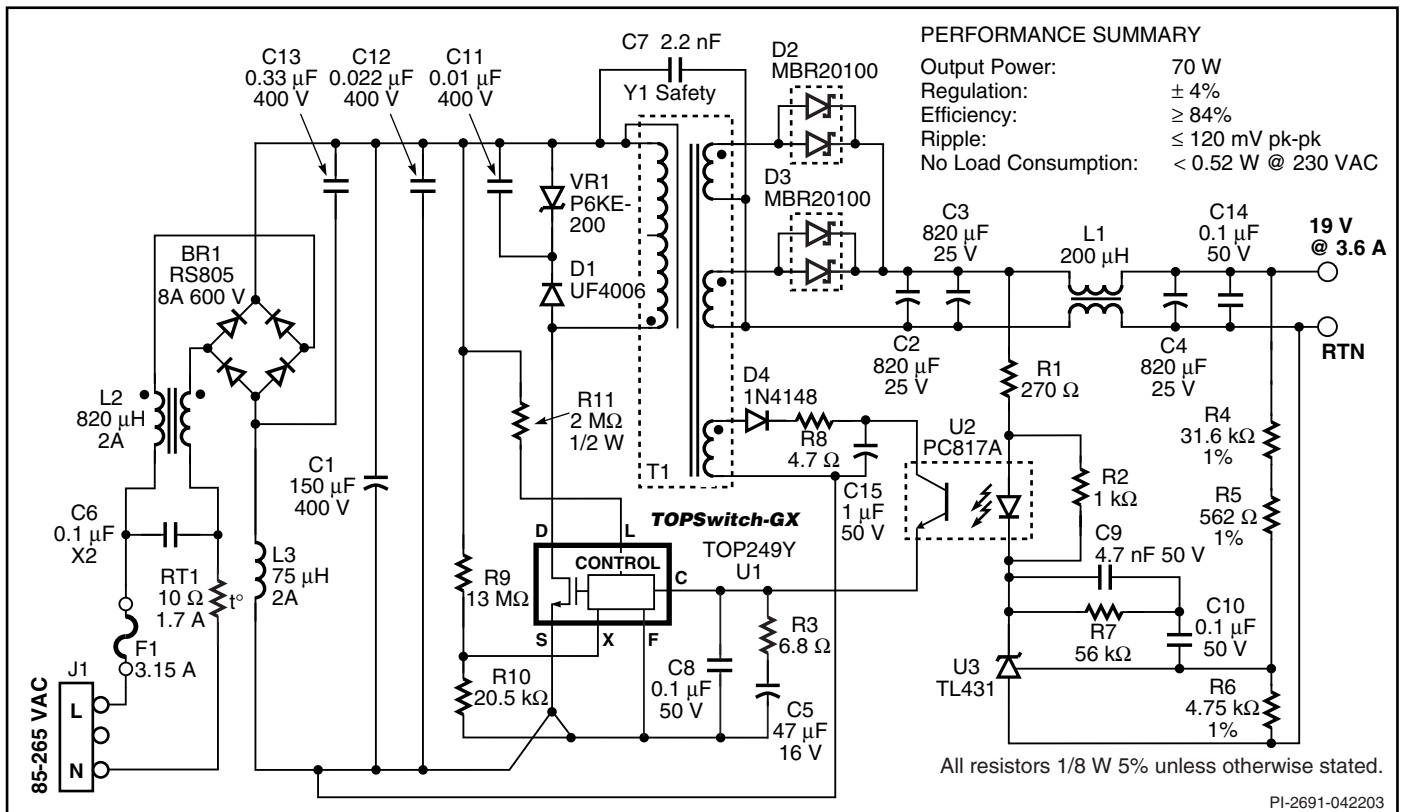 PERFORMANCE SUMMARY
Output Power: 70 W
Regulation: ± 4%
Efficiency: ≥ 84%
Ripple: ≤ 120 mV pk-pk
No Load Consumption: < 0.52 W @ 230 VAC
C13
0.33 µF
400 V
C12
0.022 µF
400 V
C11
0.01 µF
400 V
C7 2.2 nF
Y1 Safety
D2
MBR20100
D3
MBR20100
VR1
P6KE-
200
BR1
RS805
8A 600 V
D1
UF4006
C3
820 µF
25 V
L1
200 µH
C14
0.1 µF
50 V
19 V
@ 3.6 A
RTN
C2
820 µF
25 V
C4
820 µF
25 V
L2
820 µH
2A
R11
2 MΩ
1/2 W
D4
1N4148
R8
4.7 Ω
R1
270 Ω
R4
31.6 kΩ
1%
U2
PC817A
C1
150 µF
400 V
T1
C15
1 µF
50 V
R2
1 kΩ
R5
562 Ω
1%
C6
0.1 µF
X2
RT1
10 Ω
1.7 A
t°
L3
75 µH
2A
TOPSwitch-GX
TOP249Y
U1
D
L
CONTROL
C
S
X
F
R9
13 MΩ
C9
4.7 nF 50 V
R7
56 kΩ
C10
0.1 µF
50 V
R3
6.8 Ω
F1
3.15 A
R10
20.5 kΩ
C8
0.1 µF
50 V
C5
47 µF
16 V
U3
TL431
R6
4.75 kΩ
1%
J1
L
N
85-265 VAC
All resistors 1/8 W 5% unless otherwise stated.
PI-2691-042203